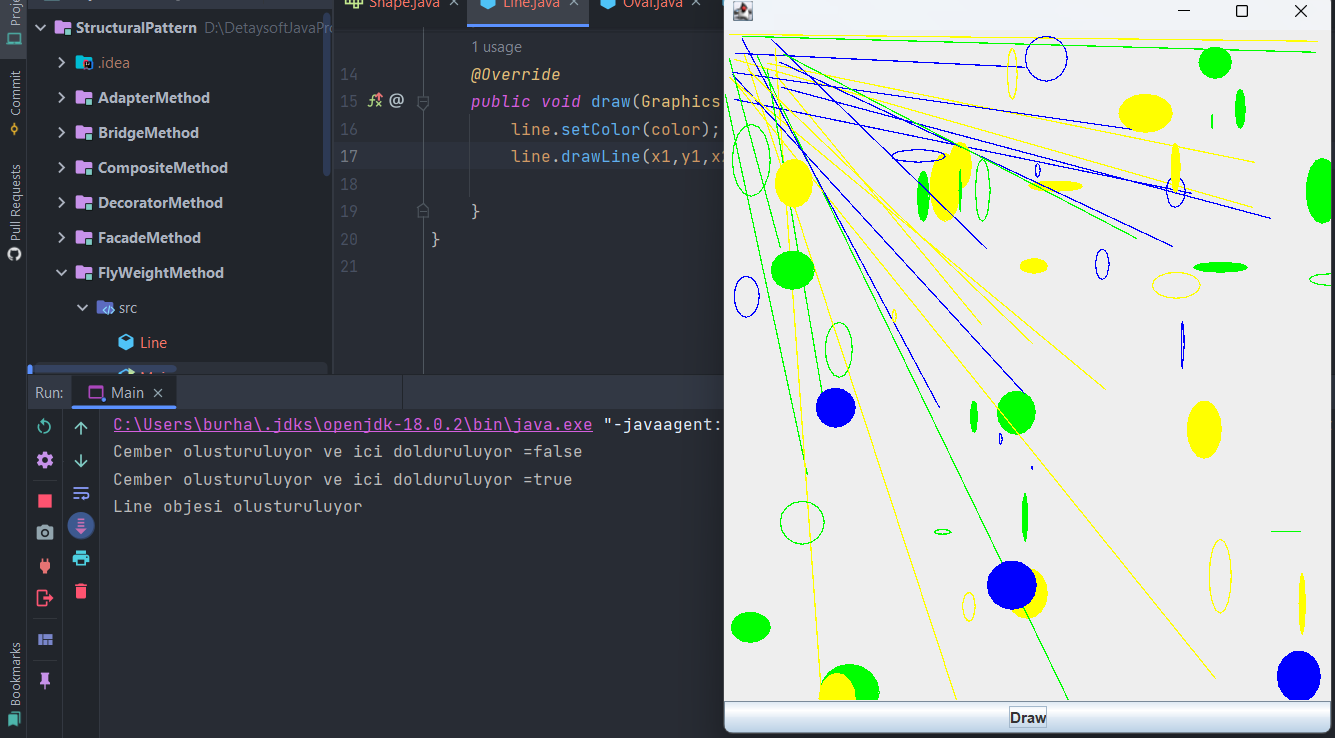 Proje
Commit
Pull Requests
Bookmarks
StructuralPattern D:\DetaysoftJavaPr
.idea
AdapterMethod
BridgeMethod
CompositeMethod
DecoratorMethod
FacadeMethod
FlyWeightMethod
src
Line
Shape.java × Line.java × Oval.java ×
1 usage
14 @Override
15 @ public void draw(Graphics
16 line.setColor(color);
17 line.drawLine(x1,y1,x
18
19 }
20 }
21
Run: Main ×
C:\Users\burha\.jdks\openjdk-18.0.2\bin\java.exe "-javaagent:
Cember olusturuluyor ve ici dolduruluyor =false
Cember olusturuluyor ve ici dolduruluyor =true
Line objesi olusturuluyor
Draw